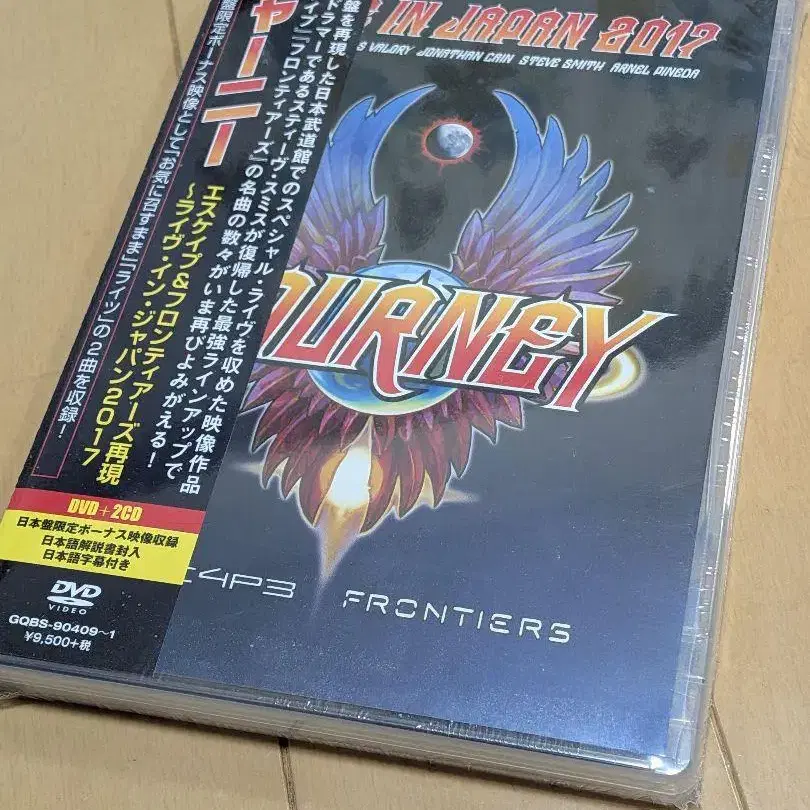 IN JAPAN 2017
VALORY JONATHAN CAIN STEVE SMITH ARNEL PINEDA
OURNEY
C4P3 FRONTIERS
ャーニー
盤を再現した日本武道館でのスペシャル・ライヴを収めた映像作品
ドラマーであるスティーヴ・スミスが復帰した最強ラインアップで
イプ」「フロンティアーズ」の名曲の数々がいま再びよみがえる!
エスケイプ&フロンティアーズ再現
〜ライヴ・イン・ジャパン2017
盤限定ボーナス映像として「お気に召すまま」「ライツ」の2曲を収録!
DVD+2CD
日本盤限定ボーナス映像収録
日本語解説書封入
日本語字幕付き
DVD
VIDEO
GQBS-90409〜1
¥9,500+税